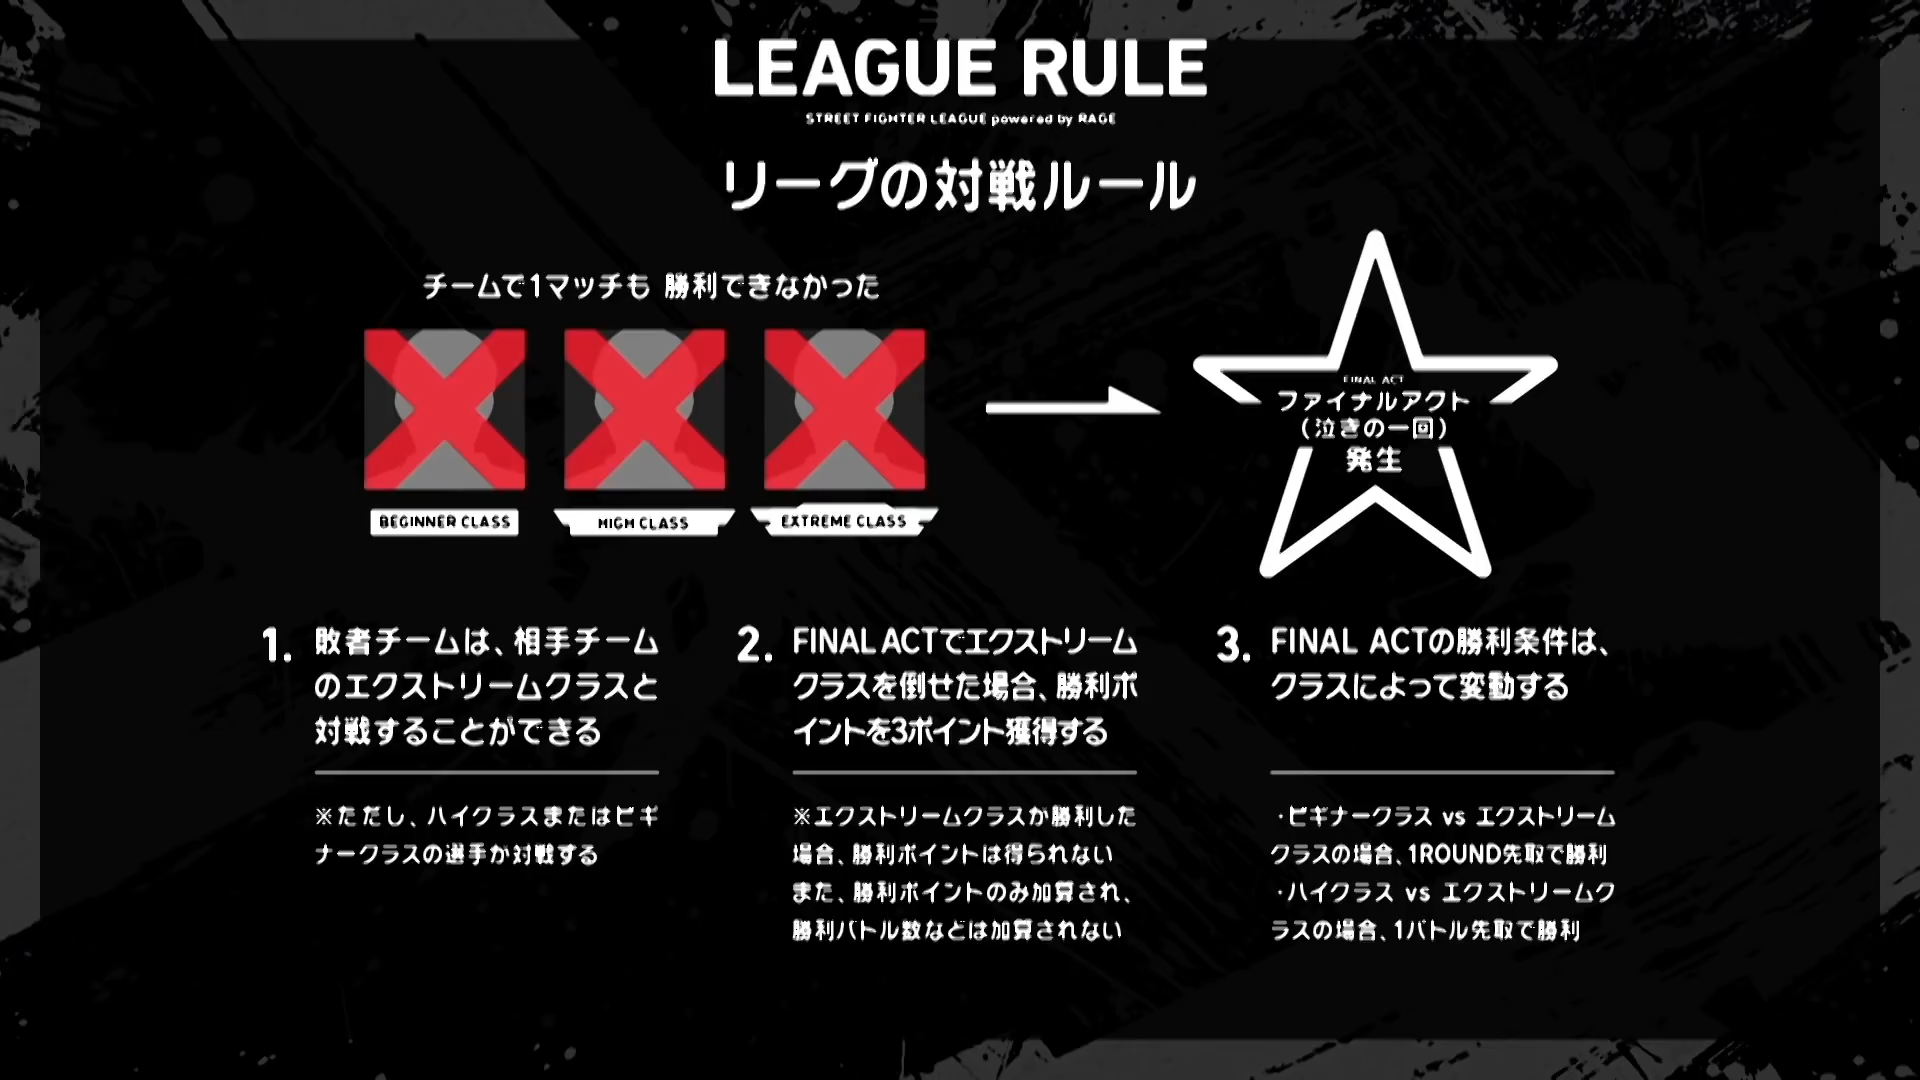 LEAGUE RULE
STREET FIGHTER LEAGUE powered by RAGE
リーグの対戦ルール
チームで1マッチも 勝利できなかった
BEGINNER CLASS
HIGH CLASS
EXTREME CLASS
FINAL ACT
ファイナルアクト
（泣きの一回）
発生
1. 敗者チームは、相手チーム
のエクストリームクラスと
対戦することができる
※ただし、ハイクラスまたはビギ
ナークラスの選手が対戦する
2. FINAL ACTでエクストリーム
クラスを倒せた場合、勝利ポ
イントを3ポイント獲得する
※エクストリームクラスが勝利した
場合、勝利ポイントは得られない
また、勝利ポイントのみ加算され、
勝利バトル数などは加算されない
3. FINAL ACTの勝利条件は、
クラスによって変動する
・ビギナークラス vs エクストリーム
クラスの場合、1ROUND先取で勝利
・ハイクラス vs エクストリームク
ラスの場合、1バトル先取で勝利